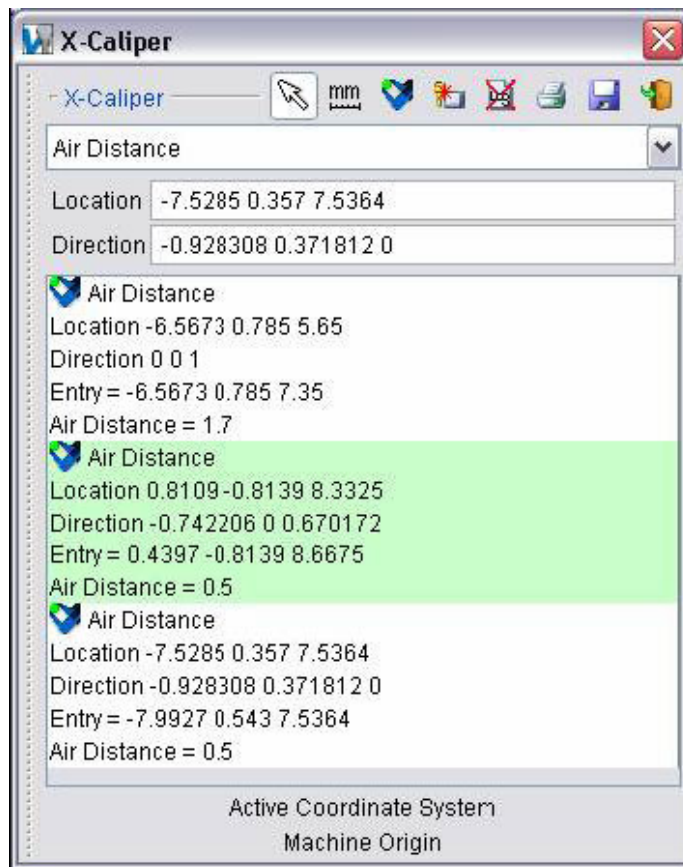 X-Caliper
X-Caliper
mm
Air Distance
Location -7.5285 0.357 7.5364
Direction -0.928308 0.371812 0
Air Distance
Location -6.5673 0.785 5.65
Direction 0 0 1
Entry = -6.5673 0.785 7.35
Air Distance = 1.7
Air Distance
Location 0.8109 -0.8139 8.3325
Direction -0.742206 0 0.670172
Entry = 0.4397 -0.8139 8.6675
Air Distance = 0.5
Air Distance
Location -7.5285 0.357 7.5364
Direction -0.928308 0.371812 0
Entry = -7.9927 0.543 7.5364
Air Distance = 0.5
Active Coordinate System
Machine Origin